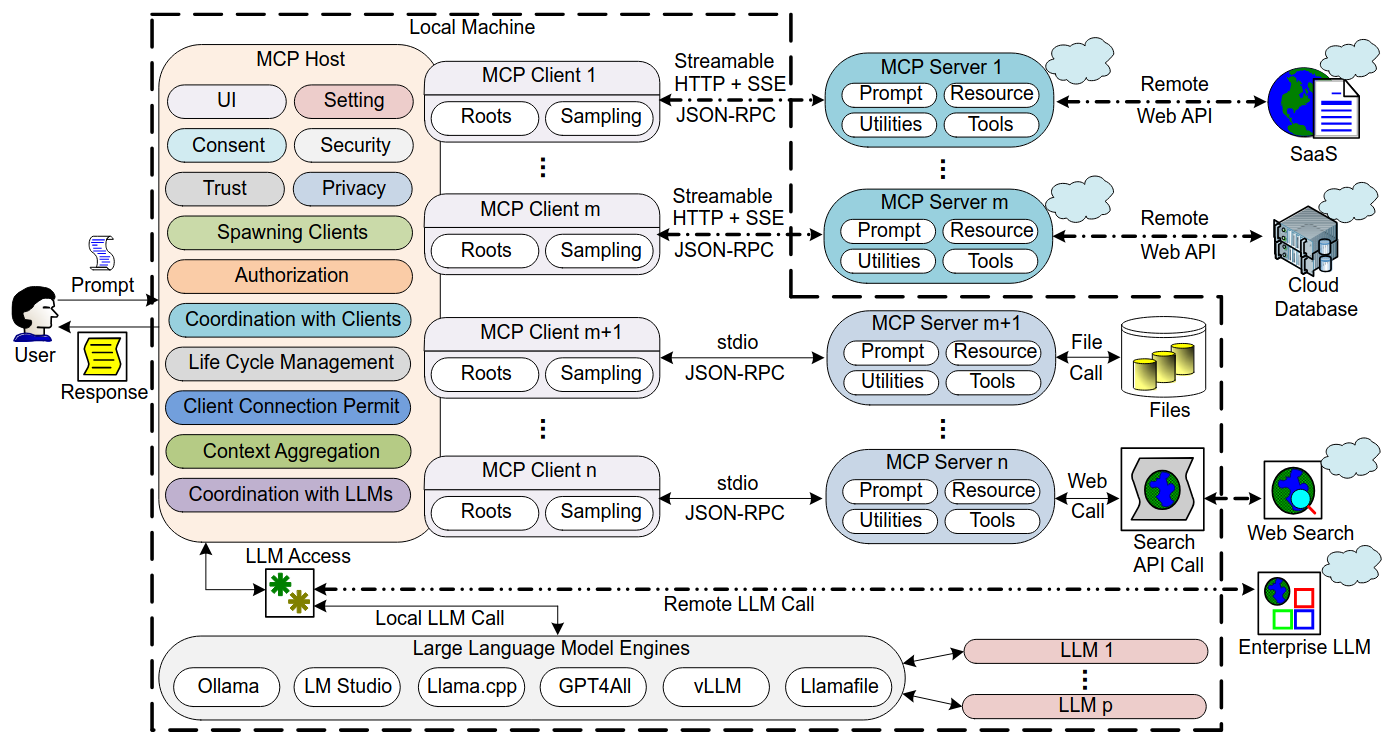 Local Machine
MCP Host
UI
Setting
Consent
Security
Trust
Privacy
Spawning Clients
Authorization
Coordination with Clients
Life Cycle Management
Client Connection Permit
Context Aggregation
Coordination with LLMs
Prompt
User
Response
MCP Client 1
Roots
Sampling
MCP Client m
Roots
Sampling
MCP Client m+1
Roots
Sampling
MCP Client n
Roots
Sampling
Streamable
HTTP + SSE
JSON-RPC
Streamable
HTTP + SSE
JSON-RPC
stdio
JSON-RPC
stdio
JSON-RPC
MCP Server 1
Prompt
Resource
Utilities
Tools
MCP Server m
Prompt
Resource
Utilities
Tools
MCP Server m+1
Prompt
Resource
Utilities
Tools
MCP Server n
Prompt
Resource
Utilities
Tools
Remote
Web API
SaaS
Remote
Web API
Cloud
Database
File
Call
Files
Web
Call
Search
API Call
Web Search
LLM Access
Remote LLM Call
Local LLM Call
Enterprise LLM
Large Language Model Engines
Ollama
LM Studio
Llama.cpp
GPT4All
vLLM
Llamafile
LLM 1
LLM p